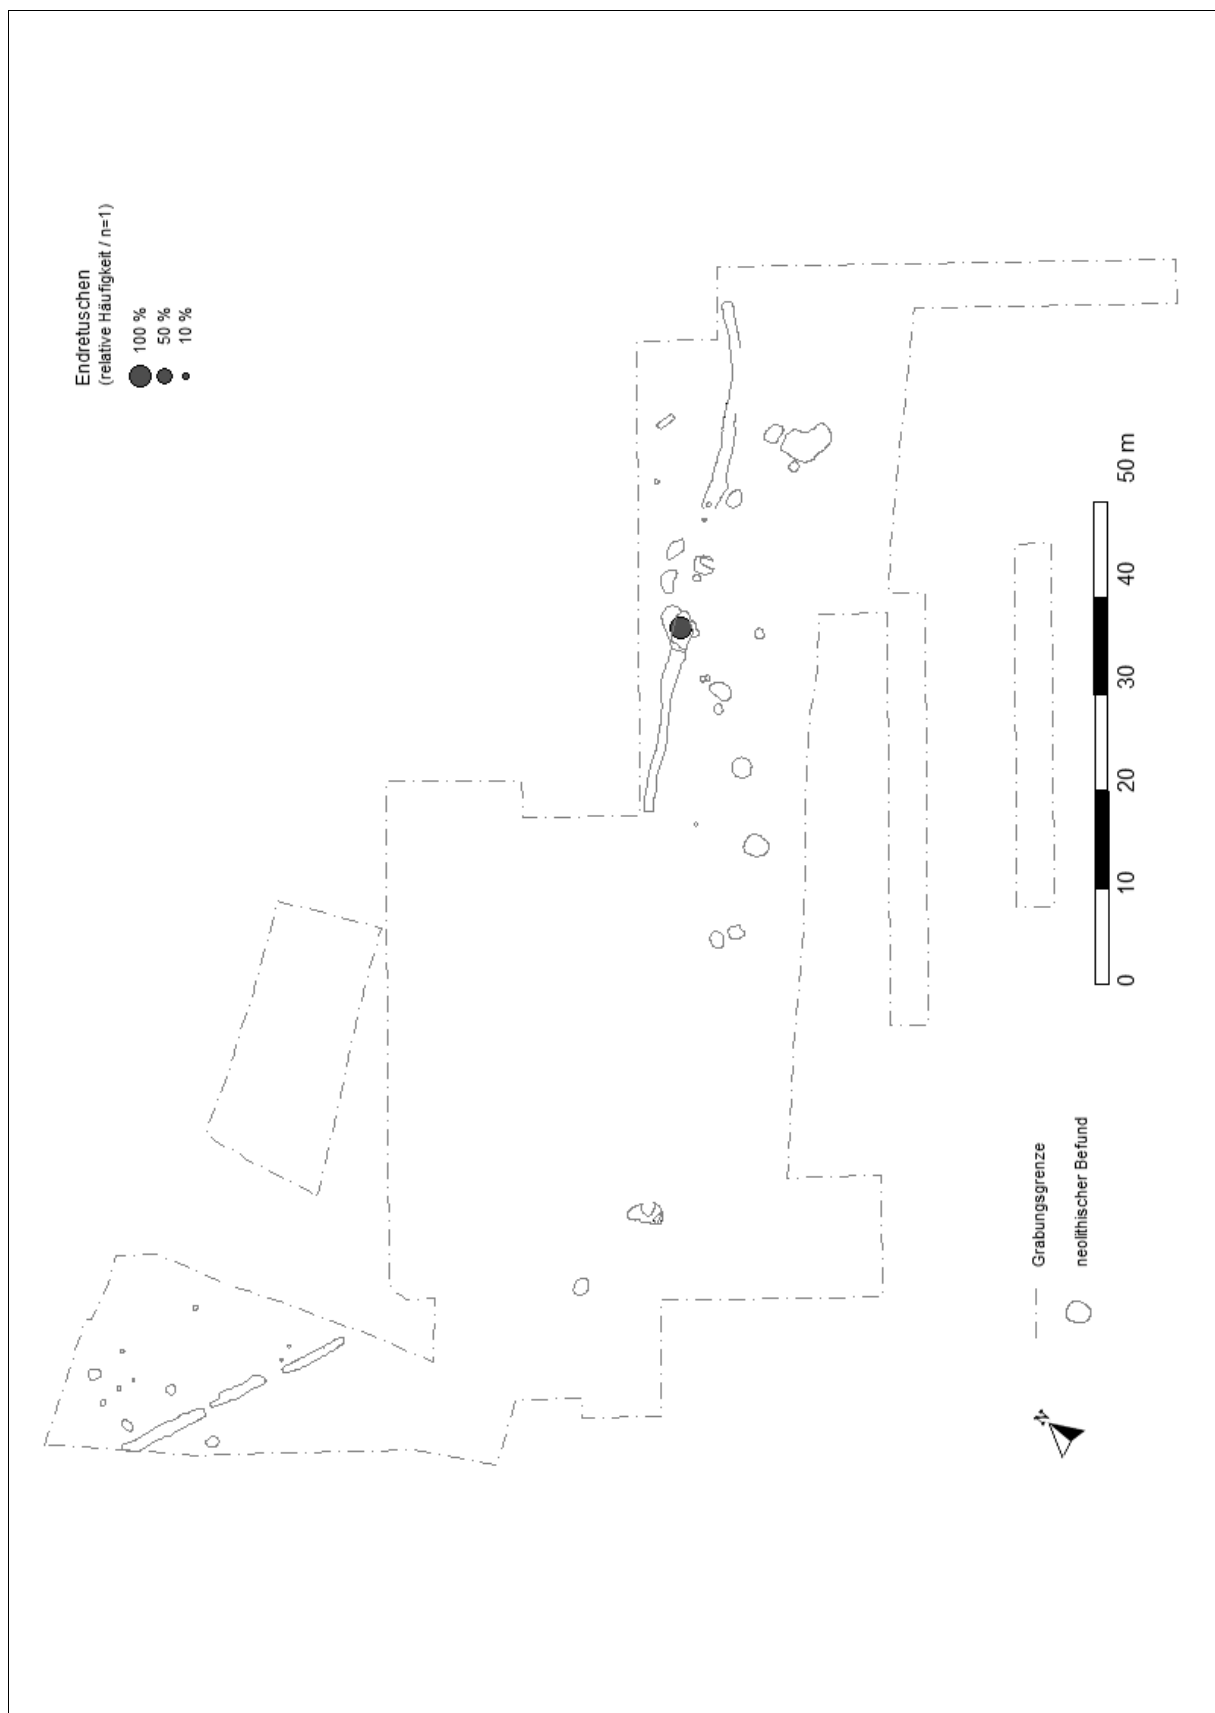 Endretuschen
(relative Häufigkeit / n=1)
100 %
50 %
10 %
0
10
20
30
40
50 m
Grabungsgrenze
neolithischer Befund
N